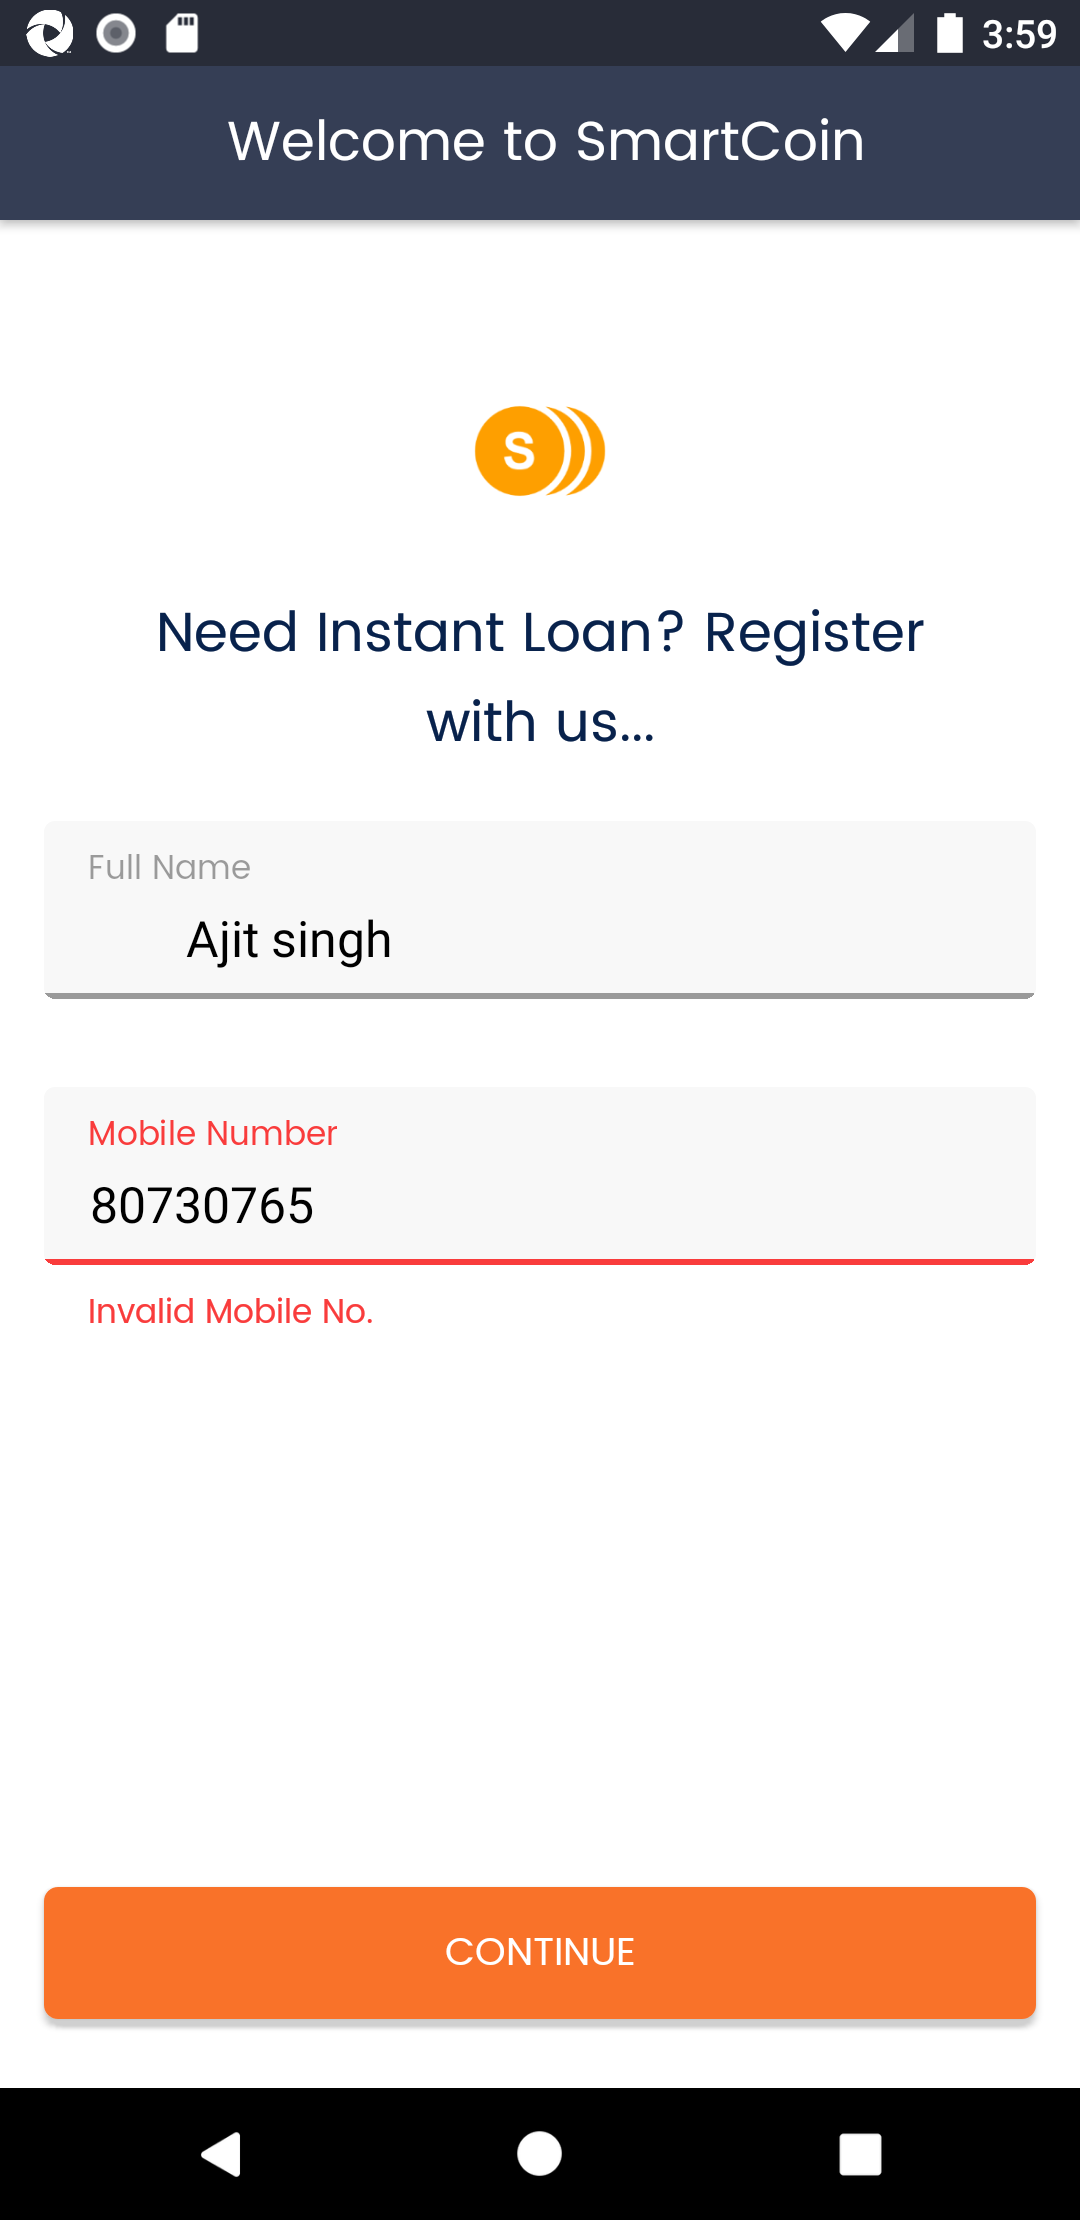 3:59
Welcome to SmartCoin
S
Need Instant Loan? Register
with us...
Full Name
Ajit singh
Mobile Number
80730765
Invalid Mobile No.
CONTINUE